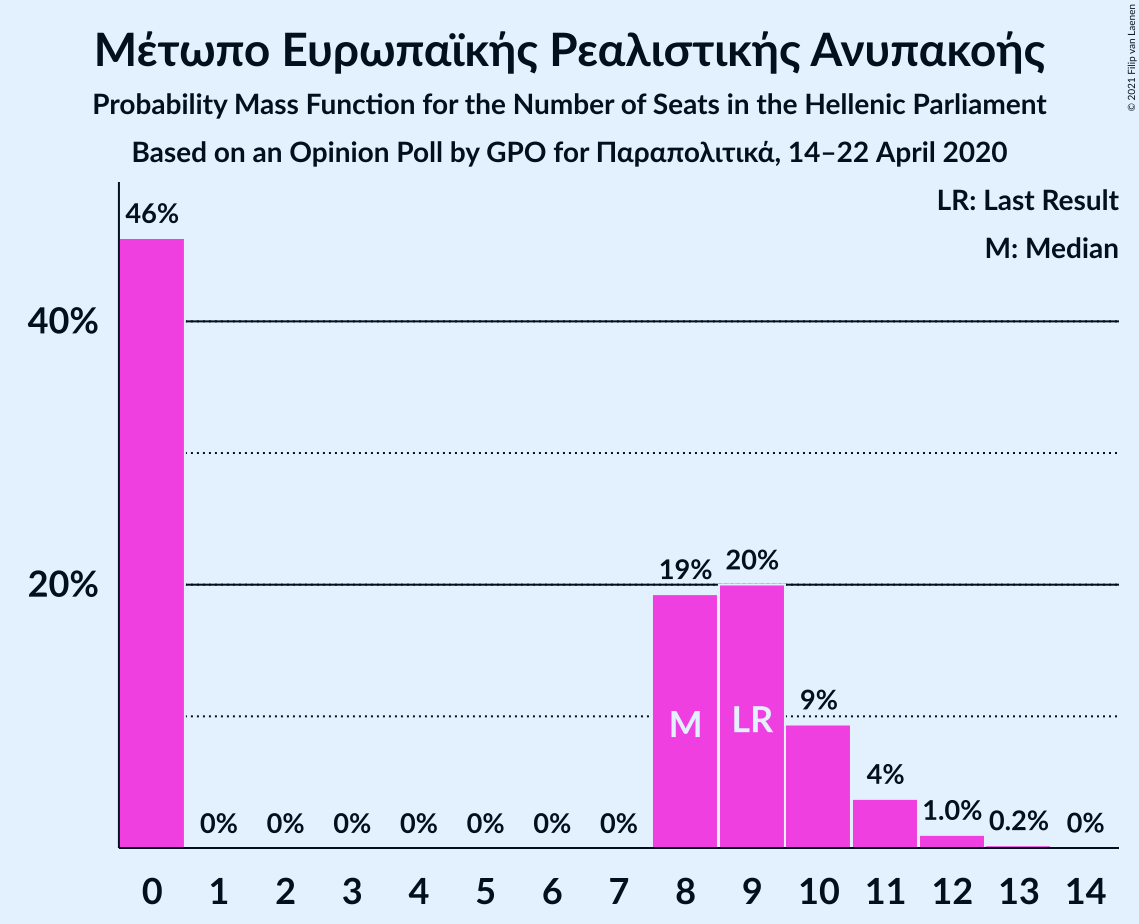 Μέτωπο Ευρωπαϊκής Ρεαλιστικής Ανυπακοής
Probability Mass Function for the Number of Seats in the Hellenic Parliament
Based on an Opinion Poll by GPO for Παραπολιτικά, 14–22 April 2020
© 2021 Filip van Laenen
LR: Last Result
M: Median
46%
40%
20%
19%
20%
9%
4%
1.0%
0.2%
0%
0%
0%
0%
0%
0%
0%
0%
M
LR
0 1 2 3 4 5 6 7 8 9 10 11 12 13 14